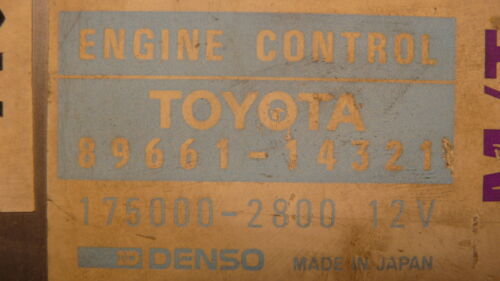 ENGINE CONTROL
TOYOTA
89661-14321
175000-2800 12V
DENSO MADE IN JAPAN
M/T